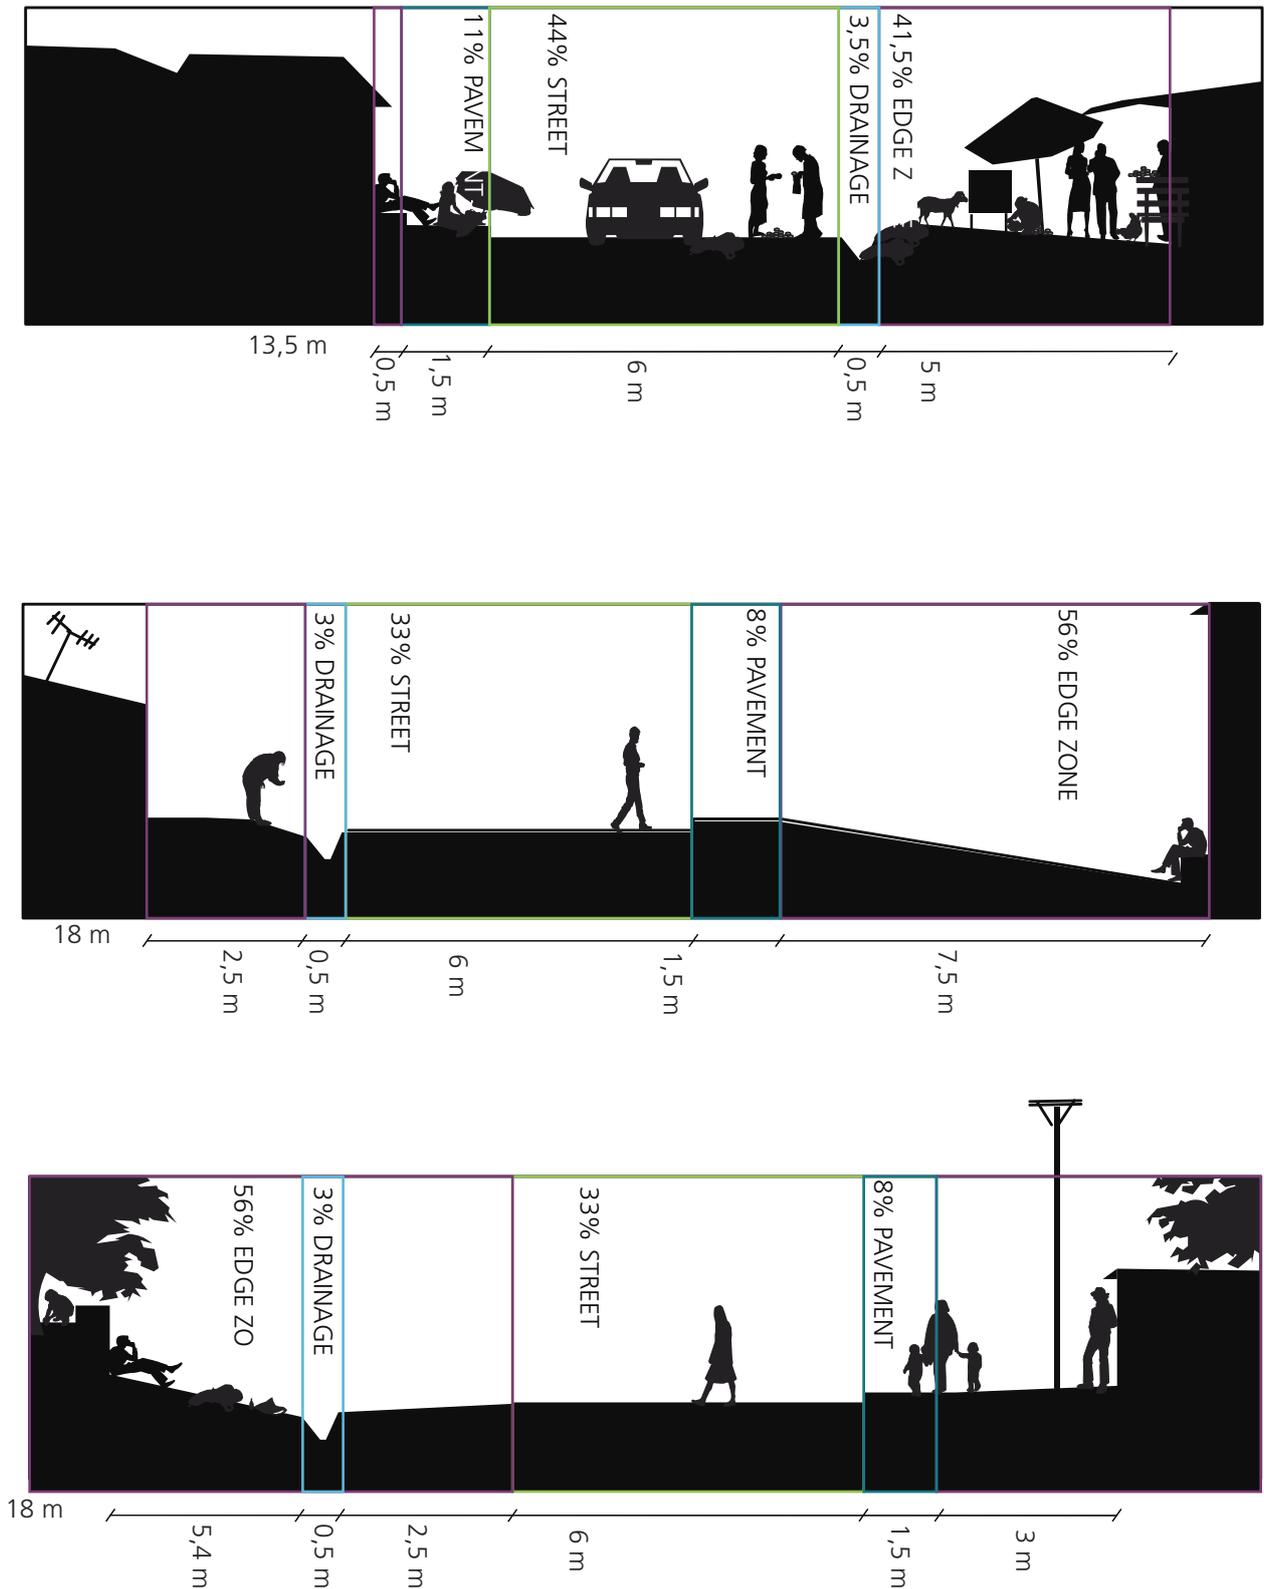 11% PAVEM NT
44% STREET
3,5% DRAINAGE
41,5% EDGE Z
13,5 m
0,5 m
1,5 m
6 m
0,5 m
5 m
3% DRAINAGE
33% STREET
8% PAVEMENT
56% EDGE ZONE
18 m
2,5 m
0,5 m
6 m
1,5 m
7,5 m
56% EDGE ZO
3% DRAINAGE
33% STREET
8% PAVEMENT
18 m
5,4 m
0,5 m
2,5 m
6 m
1,5 m
3 m